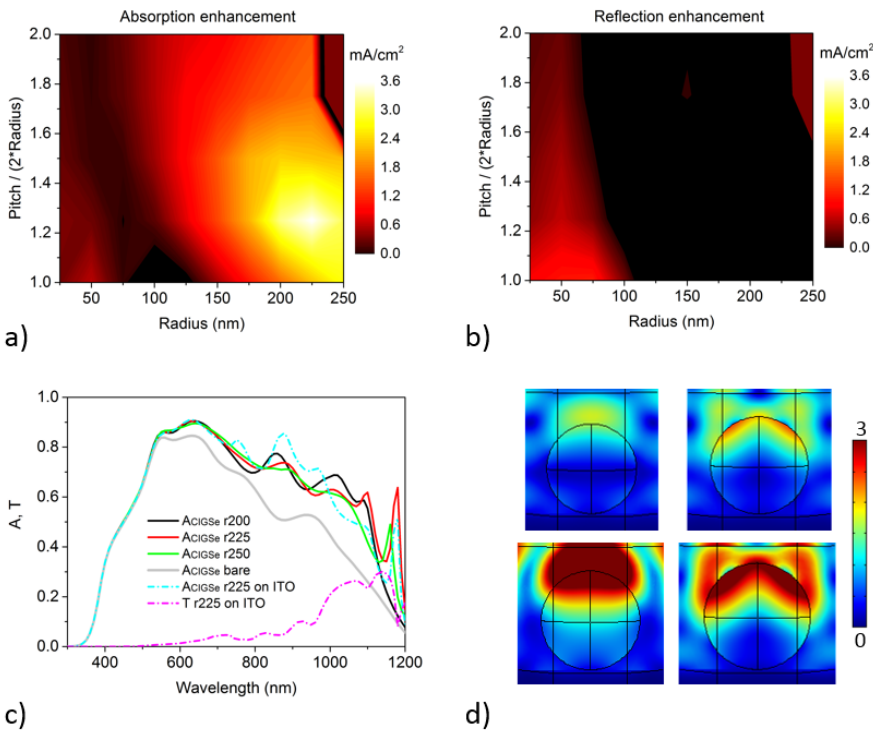 Absorption enhancement
mA/cm²
3.6
3.0
2.4
1.8
1.2
0.6
0.0
2.0
1.8
1.6
1.4
1.2
1.0
Pitch / (2*Radius)
50 100 150 200 250
Radius (nm)
a)
Reflection enhancement
mA/cm²
3.6
3.0
2.4
1.8
1.2
0.6
0.0
2.0
1.8
1.6
1.4
1.2
1.0
Pitch / (2*Radius)
50 100 150 200 250
Radius (nm)
b)
1.0
0.8
0.6
0.4
0.2
0.0
A, T
ACIGSe r200
ACIGSe r225
ACIGSe r250
ACIGSe bare
ACIGSe r225 on ITO
T r225 on ITO
400 600 800 1000 1200
Wavelength (nm)
c)
3
0
d)